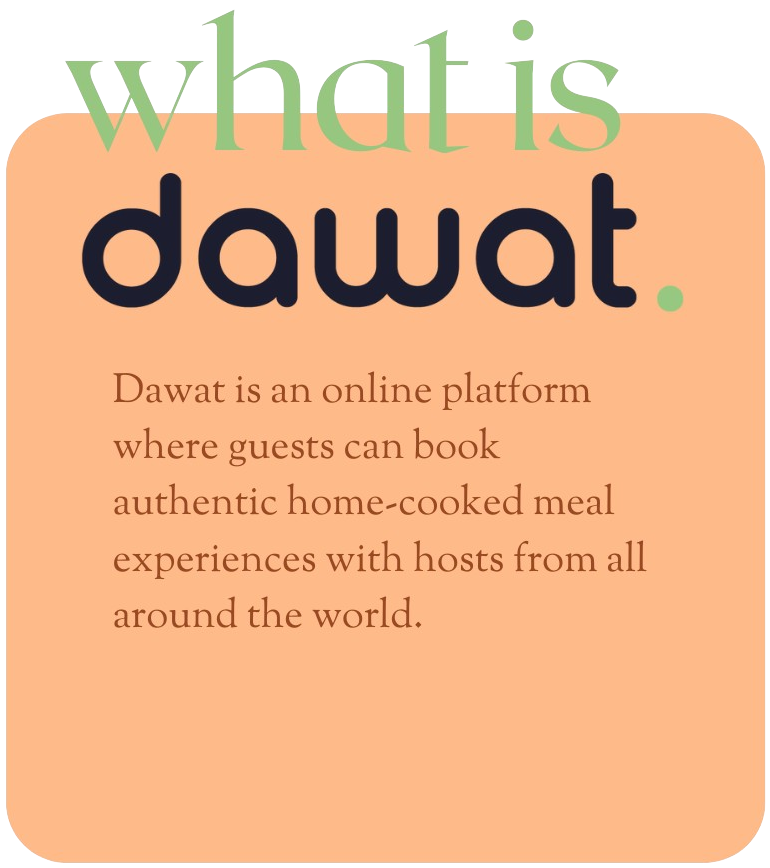 what is
dawat.
Dawat is an online platform
where guests can book
authentic home-cooked meal
experiences with hosts from all
around the world.